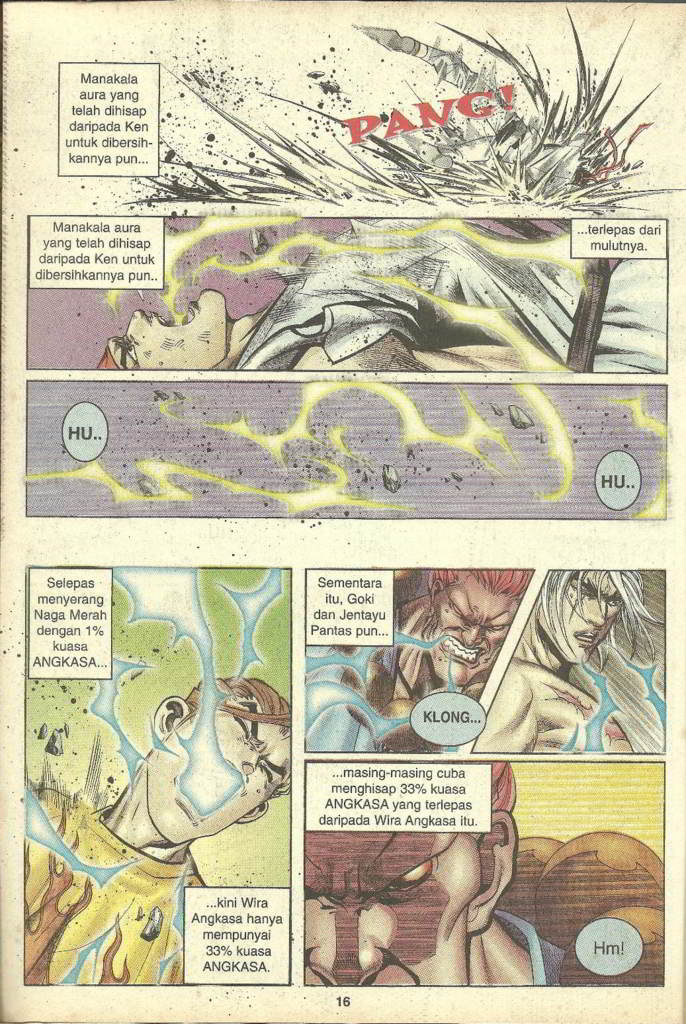 Manakala
aura yang
telah dihisap
daripada Ken
untuk dibersih-
kannya pun...
PANG!
Manakala aura
yang telah dihisap
daripada Ken untuk
dibersihkannya pun..
...terlepas dari
mulutnya.
HU..
HU..
Selepas
menyerang
Naga Merah
dengan 1%
kuasa
ANGKASA...
...kini Wira
Angkasa hanya
mempunyai
33% kuasa
ANGKASA.
Sementara
itu, Goki
dan Jentayu
Pantas pun...
KLONG...
...masing-masing cuba
menghisap 33% kuasa
ANGKASA yang terlepas
daripada Wira Angkasa itu.
Hm!
16